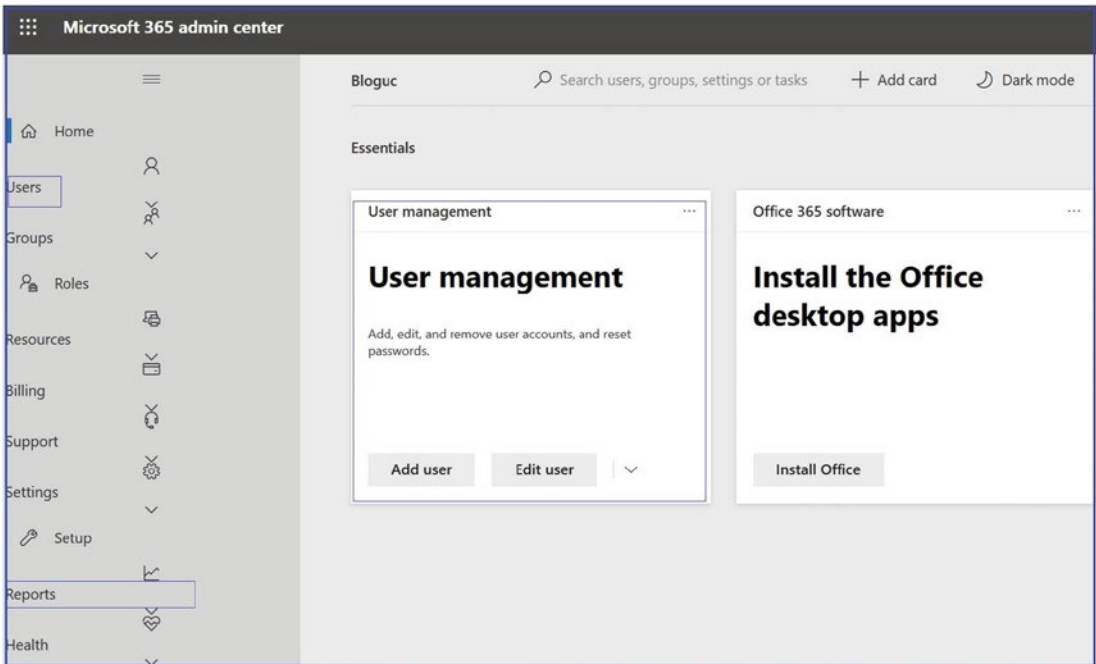 Microsoft 365 admin center
Bloguc
Search users, groups, settings or tasks
Add card
Dark mode
Home
Users
Groups
Roles
Resources
Billing
Support
Settings
Setup
Reports
Health
Essentials
User management
User management
Add, edit, and remove user accounts, and reset
passwords.
Add user
Edit user
Office 365 software
Install the Office
desktop apps
Install Office